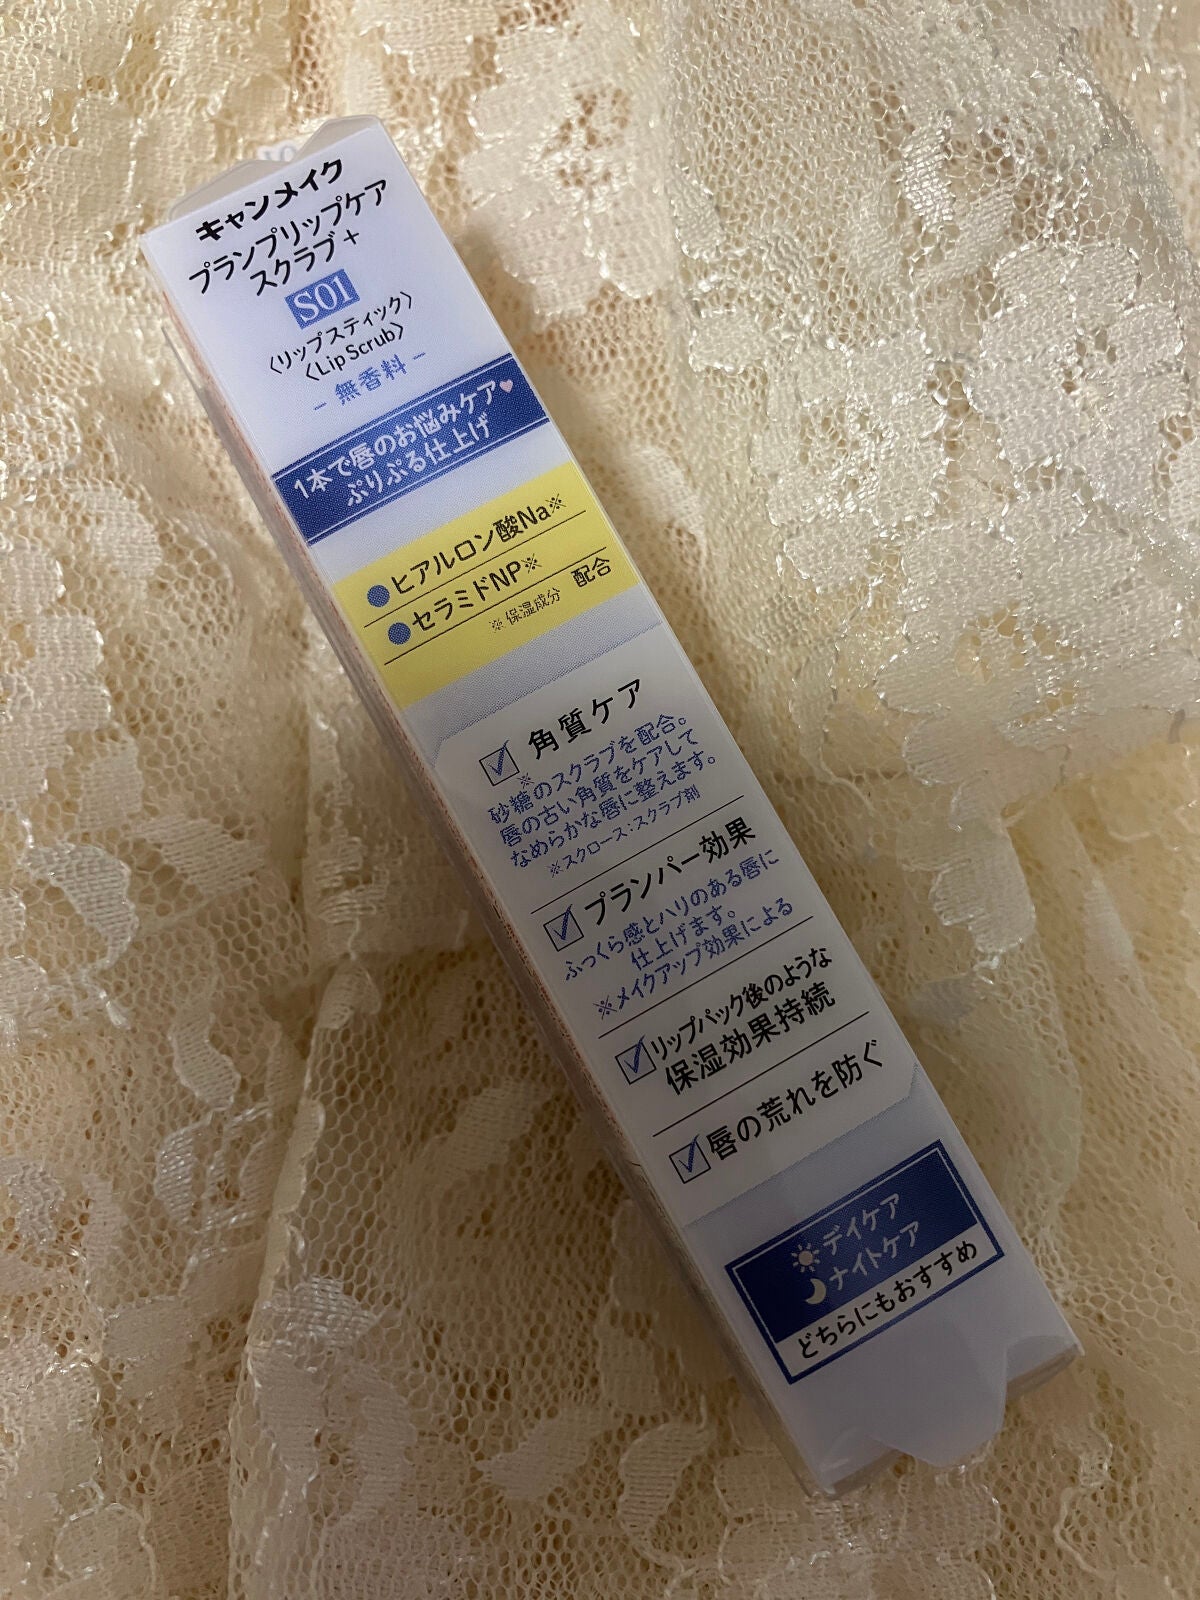 キャンメイク
プランプリップケア
スクラブ+
S01
〈リップスティック〉
〈Lip Scrub〉
- 無香料 -
1本で唇のお悩みケア♥
ぷりぷる仕上げ
●ヒアルロン酸Na※
●セラミドNP※ 配合
※保湿成分
☑ 角質ケア
砂糖※のスクラブを配合。
唇の古い角質をケアして
なめらかな唇に整えます。
※スクロース:スクラブ剤
☑ プランパー効果
ふっくら感とハリのある唇に
仕上げます。
※メイクアップ効果による
☑ リップパック後のような
保湿効果持続
☑ 唇の荒れを防ぐ
デイケア
ナイトケア
どちらにもおすすめ